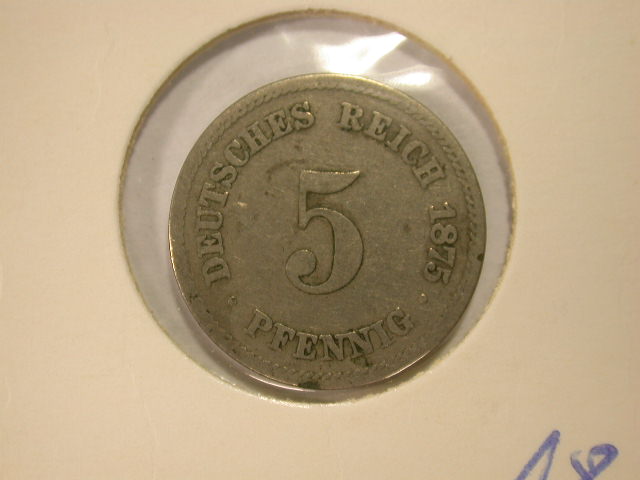 DEUTSCHES REICH 1875
5
PFENNIG